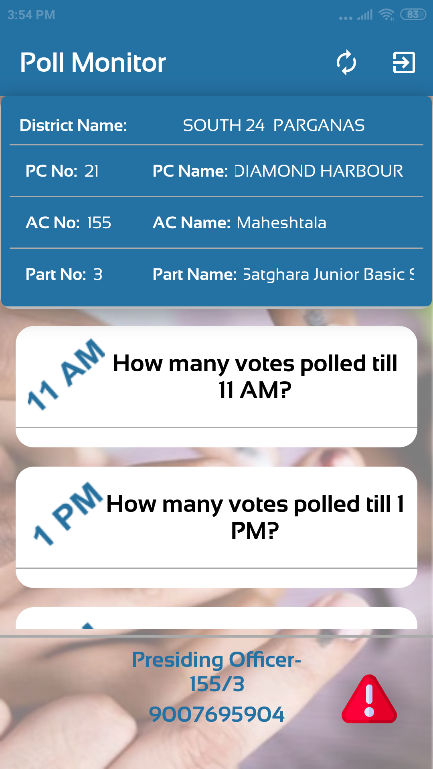 3:54 PM 83
Poll Monitor
District Name: SOUTH 24 PARGANAS
PC No: 21 PC Name: DIAMOND HARBOUR
AC No: 155 AC Name: Maheshtala
Part No: 3 Part Name: Satghara Junior Basic S
11 AM
How many votes polled till
11 AM?
1 PM
How many votes polled till 1
PM?
Presiding Officer-
155/3
9007695904